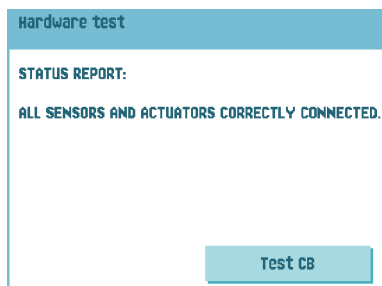 Hardware test
STATUS REPORT:
ALL SENSORS AND ACTUATORS CORRECTLY CONNECTED.
Test CB